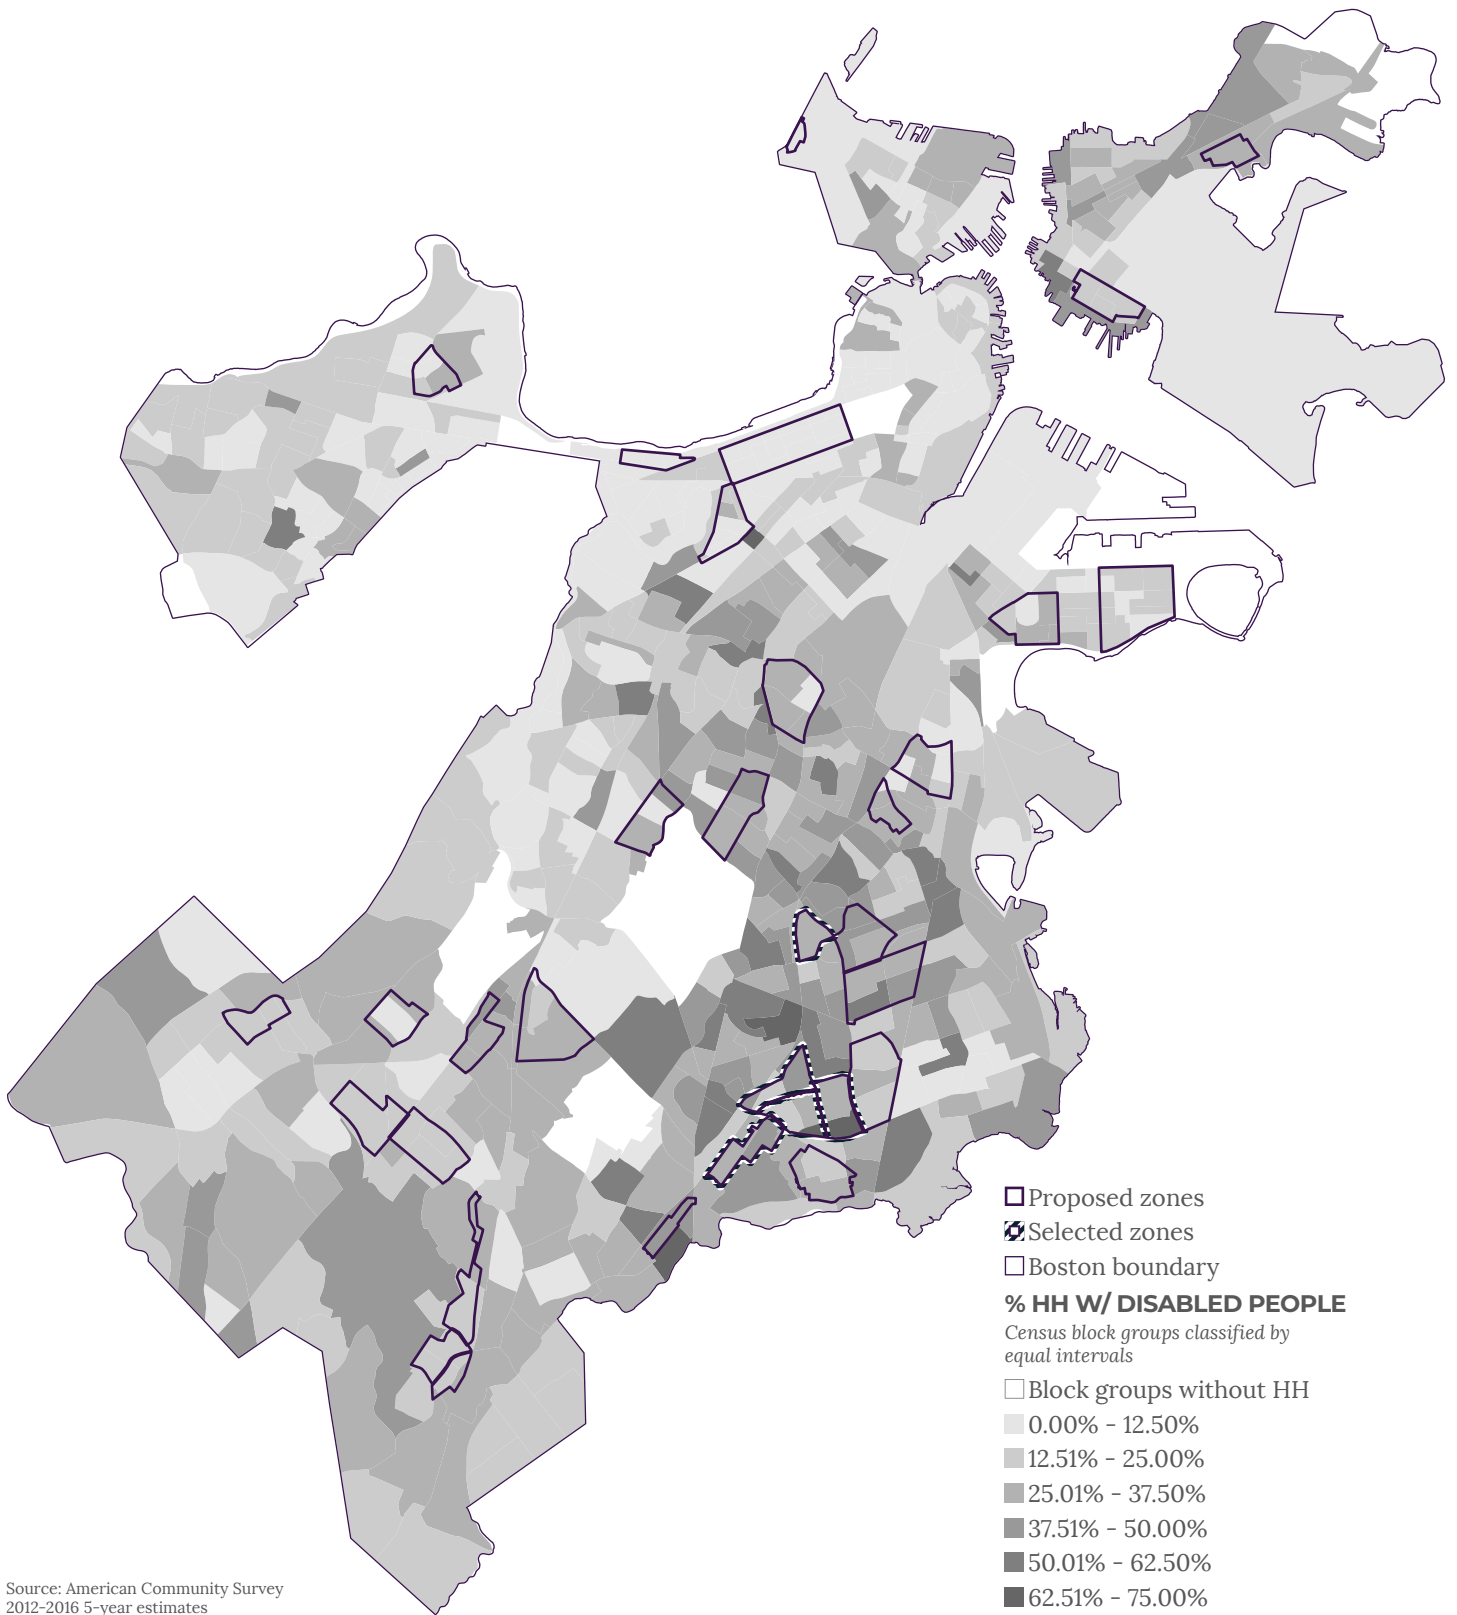 Proposed zones
Selected zones
Boston boundary
% HH W/ DISABLED PEOPLE
Census block groups classified by
equal intervals
Block groups without HH
0.00% - 12.50%
12.51% - 25.00%
25.01% - 37.50%
37.51% - 50.00%
50.01% - 62.50%
62.51% - 75.00%
Source: American Community Survey
2012-2016 5-year estimates